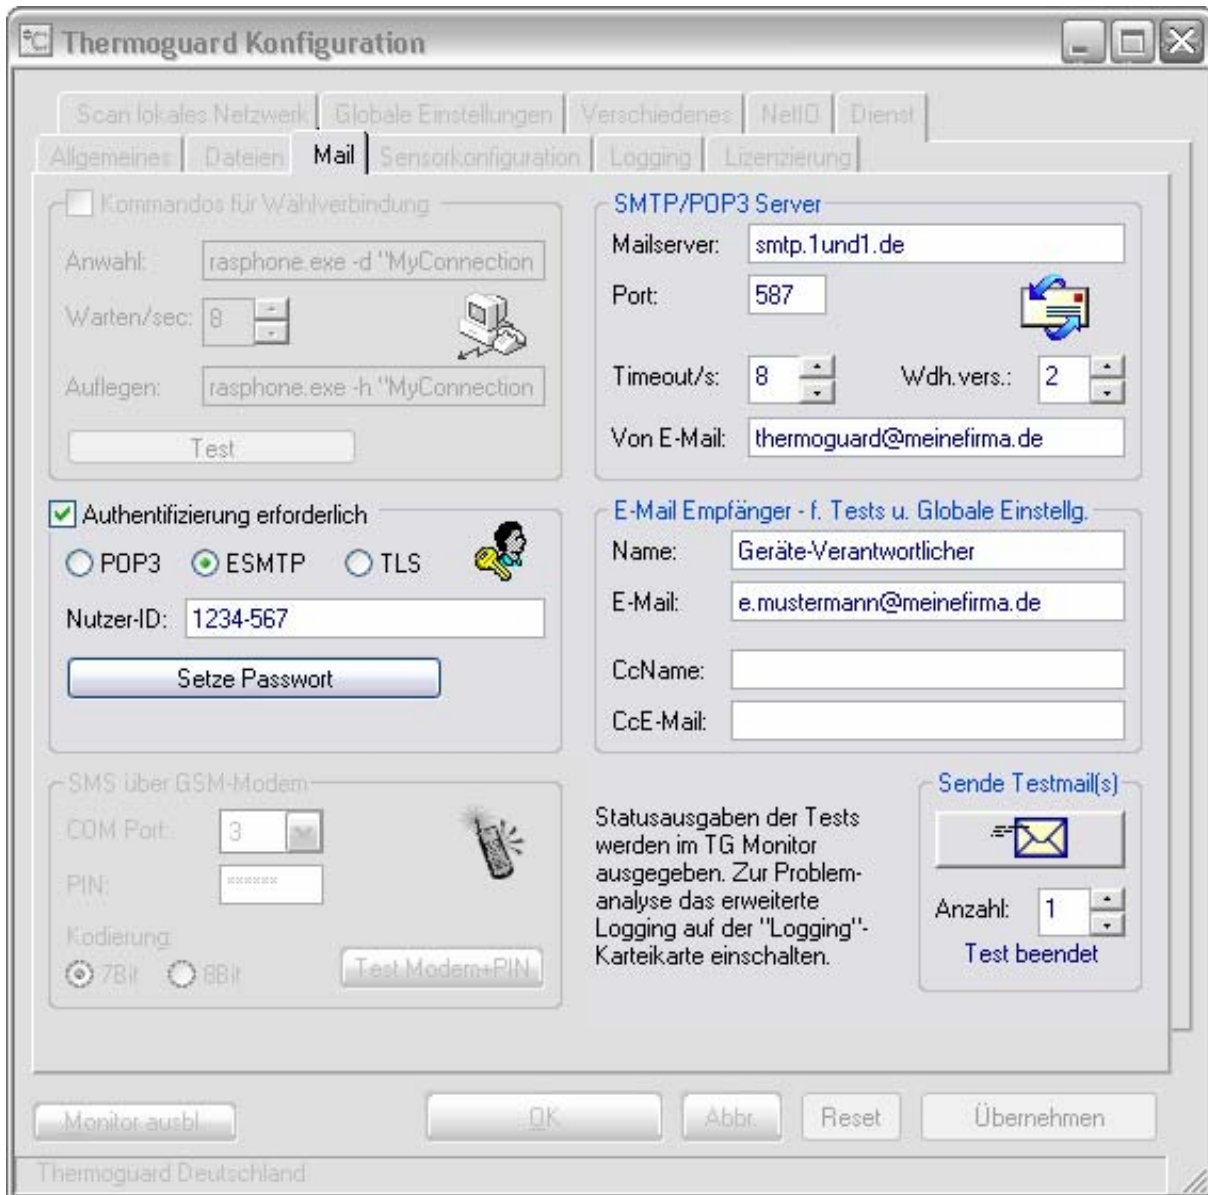 °C Thermoguard Konfiguration
Scan lokales Netzwerk Globale Einstellungen Verschiedenes NetIO Dienst
Allgemeines Dateien Mail Sensorkonfiguration Logging Lizenzierung
Kommandos für Wählverbindung
Anwahl: rasphone.exe -d "MyConnection
Warten/sec: 8
Auflegen: rasphone.exe -h "MyConnection
Test
SMTP/POP3 Server
Mailserver: smtp.1und1.de
Port: 587
Timeout/s: 8 Wdh.vers.: 2
Von E-Mail: thermoguard@meinefirma.de
Authentifizierung erforderlich
POP3 ESMTP TLS
Nutzer-ID: 1234-567
Setze Passwort
E-Mail Empfänger - f. Tests u. Globale Einstellg.
Name: Geräte-Verantwortlicher
E-Mail: e.mustermann@meinefirma.de
CcName:
CcE-Mail:
SMS über GSM-Modem
COM Port: 3
PIN: ******
Kodierung:
7Bit 8Bit Test Modem+PIN
Statusausgaben der Tests
werden im TG Monitor
ausgegeben. Zur Problem-
analyse das erweiterte
Logging auf der "Logging"-
Karteikarte einschalten.
Sende Testmail(s)
Anzahl: 1
Test beendet
Monitor ausbl. OK Abbr. Reset Übernehmen
Thermoguard Deutschland